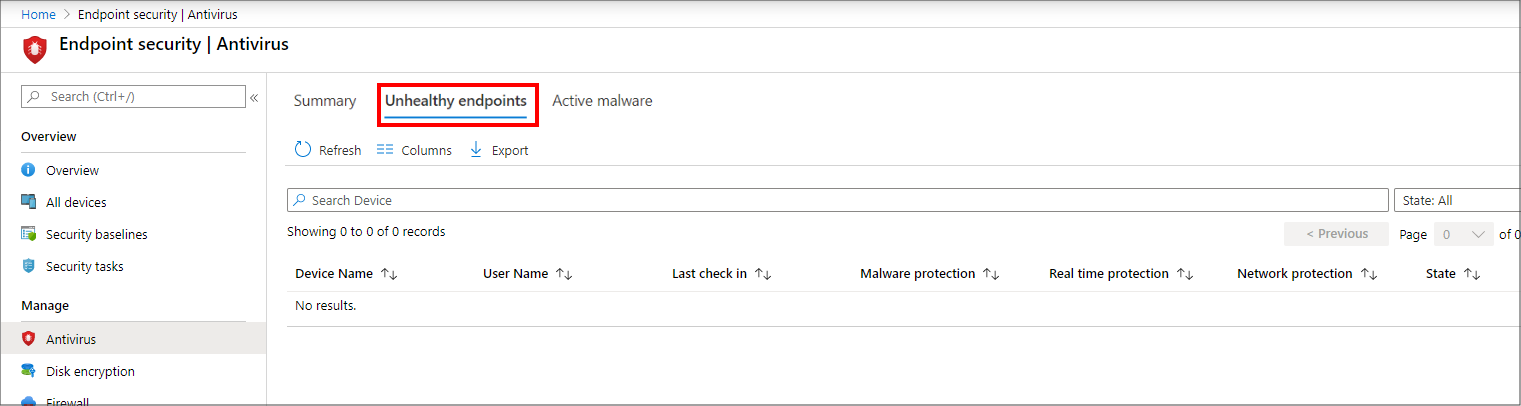 Home > Endpoint security | Antivirus
Endpoint security | Antivirus
Search (Ctrl+/)
«
Overview
Overview
All devices
Security baselines
Security tasks
Manage
Antivirus
Disk encryption
Firewall
Summary Unhealthy endpoints Active malware
Refresh Columns Export
Search Device State: All
Showing 0 to 0 of 0 records < Previous Page 0 of 0
Device Name ↑↓ User Name ↑↓ Last check in ↑↓ Malware protection ↑↓ Real time protection ↑↓ Network protection ↑↓ State ↑↓
No results.